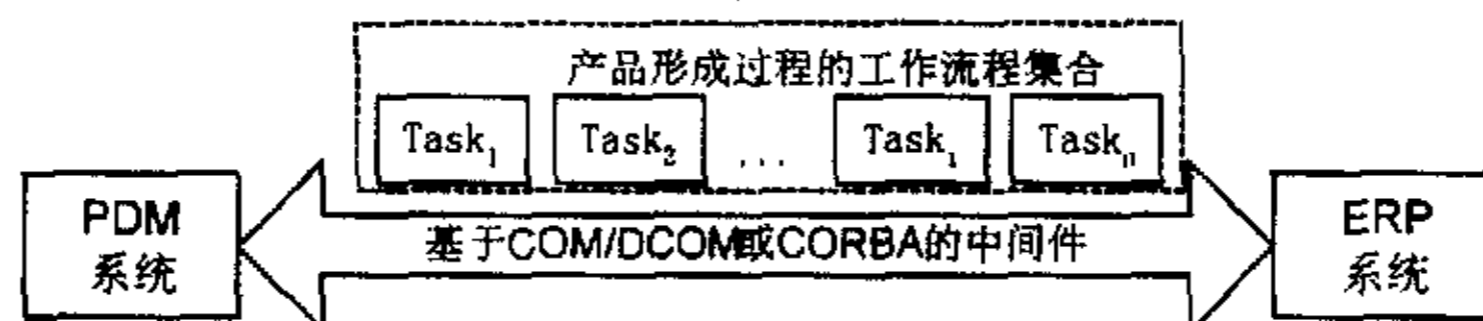 产品形成过程的工作流程集合
Task₁ Task₂ ... Task₁ Taskₙ
PDM
系统
基于COM/DCOM或CORBA的中间件
ERP
系统